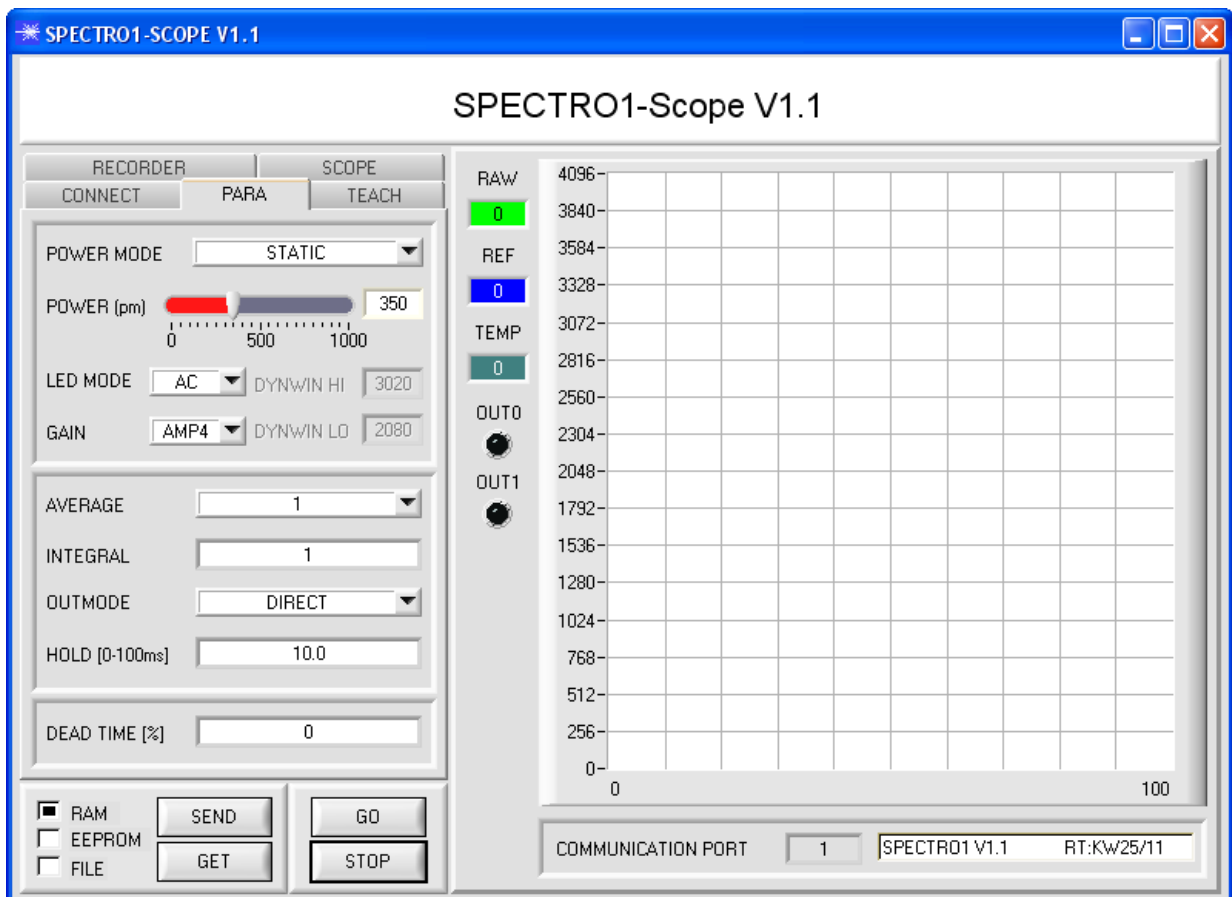 SPECTRO1-SCOPE V1.1
SPECTRO1-Scope V1.1
RECORDER SCOPE
CONNECT PARA TEACH
POWER MODE STATIC
POWER (pm) 350
0 500 1000
LED MODE AC DYNWIN HI 3020
GAIN AMP4 DYNWIN LO 2080
AVERAGE 1
INTEGRAL 1
OUTMODE DIRECT
HOLD [0-100ms] 10.0
DEAD TIME [%] 0
RAM
EEPROM
FILE
SEND
GET
GO
STOP
RAW
0
REF
0
TEMP
0
OUT0
OUT1
4096
3840
3584
3328
3072
2816
2560
2304
2048
1792
1536
1280
1024
768
512
256
0
0 100
COMMUNICATION PORT 1 SPECTRO1 V1.1 RT:KW25/11